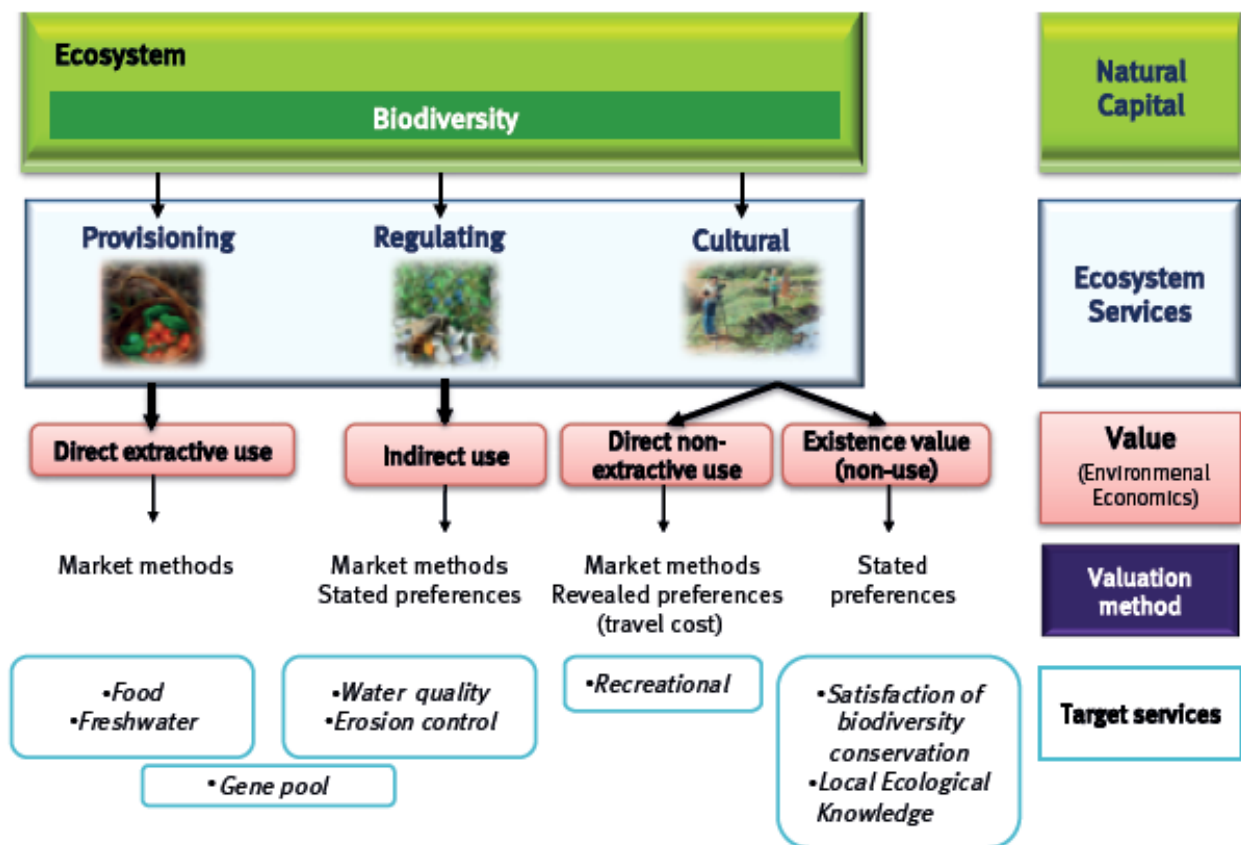 Ecosystem
Biodiversity
Natural
Capital
Provisioning
Regulating
Cultural
Ecosystem
Services
Direct extractive use
Indirect use
Direct non-
extractive use
Existence value
(non-use)
Value
(Environmenal
Economics)
Market methods
Market methods
Stated preferences
Market methods
Revealed preferences
(travel cost)
Stated
preferences
Valuation
method
•Food
•Freshwater
•Water quality
•Erosion control
•Gene pool
•Recreational
•Satisfaction of
biodiversity
conservation
•Local Ecological
Knowledge
Target services